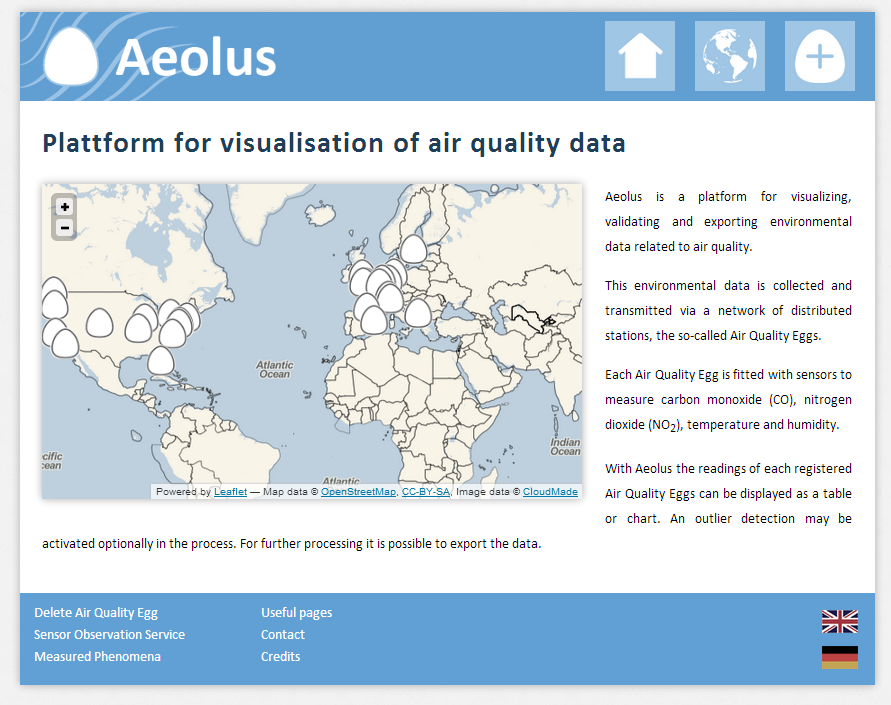 Aeolus
Plattform for visualisation of air quality data
+
-
Atlantic
Ocean
Indian
Ocean
cific
cean
Atlantic
Powered by Leaflet — Map data © OpenStreetMap, CC-BY-SA, Image data © CloudMade
Aeolus is a platform for visualizing,
validating and exporting environmental
data related to air quality.
This environmental data is collected and
transmitted via a network of distributed
stations, the so-called Air Quality Eggs.
Each Air Quality Egg is fitted with sensors to
measure carbon monoxide (CO), nitrogen
dioxide (NO2), temperature and humidity.
With Aeolus the readings of each registered
Air Quality Eggs can be displayed as a table
or chart. An outlier detection may be
activated optionally in the process. For further processing it is possible to export the data.
Delete Air Quality Egg
Sensor Observation Service
Measured Phenomena
Useful pages
Contact
Credits